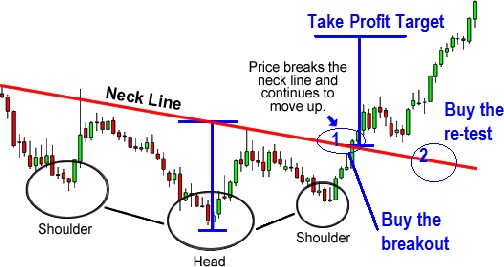 Take Profit Target
Price breaks the
neck line and
continues to
move up.
Neck Line
1
Buy the
re-test
2
Buy the
breakout
Shoulder
Head
Shoulder